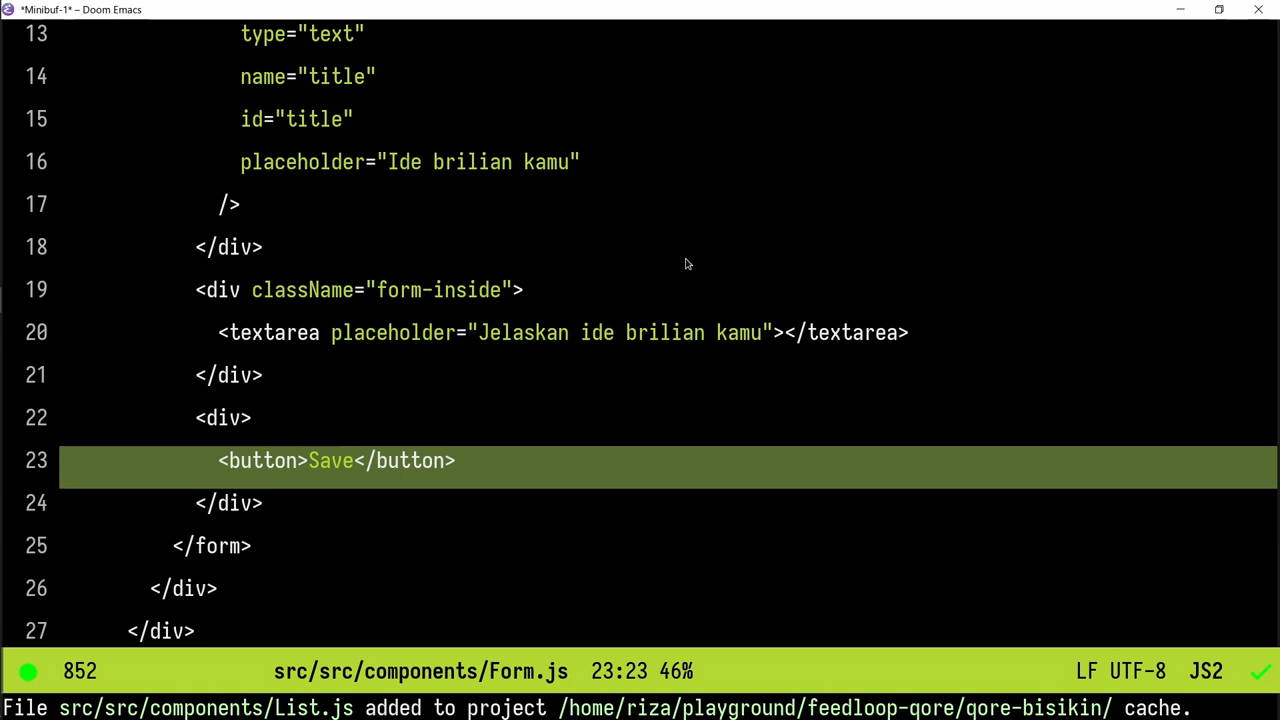 *Minibuf-1* – Doom Emacs
13 type="text"
14 name="title"
15 id="title"
16 placeholder="Ide brilian kamu"
17 />
18 </div>
19 <div className="form-inside">
20 <textarea placeholder="Jelaskan ide brilian kamu"></textarea>
21 </div>
22 <div>
23 <button>Save</button>
24 </div>
25 </form>
26 </div>
27 </div>
852 src/src/components/Form.js 23:23 46% LF UTF-8 JS2
File src/src/components/List.js added to project /home/riza/playground/feedloop-qore/qore-bisikin/ cache.